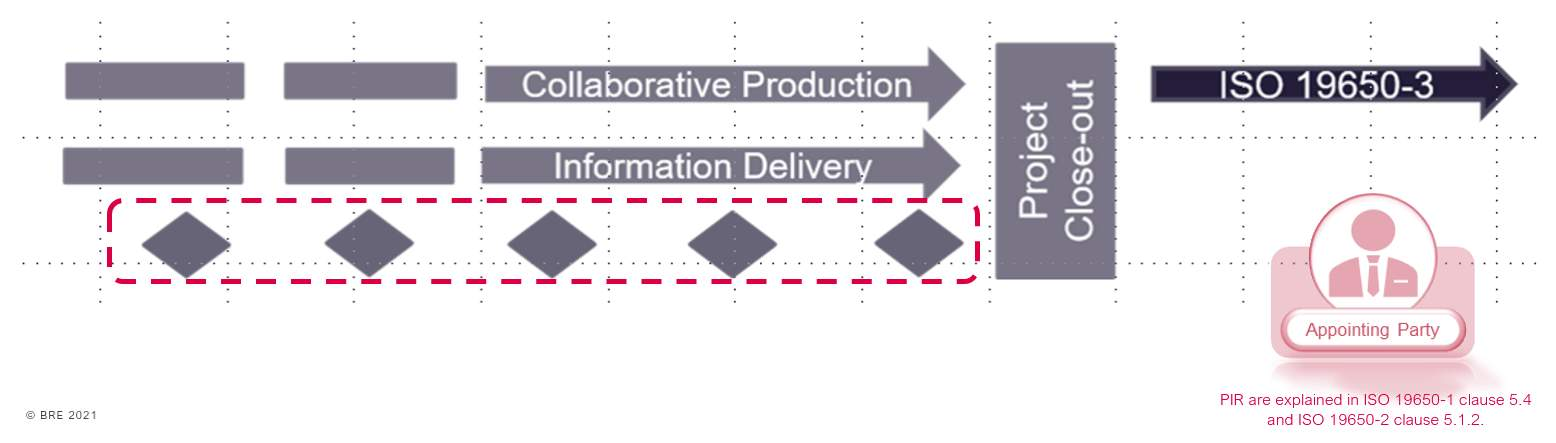 Collaborative Production
ISO 19650-3
Information Delivery
Project
Close-out
Appointing Party
PIR are explained in ISO 19650-1 clause 5.4
and ISO 19650-2 clause 5.1.2.
© BRE 2021